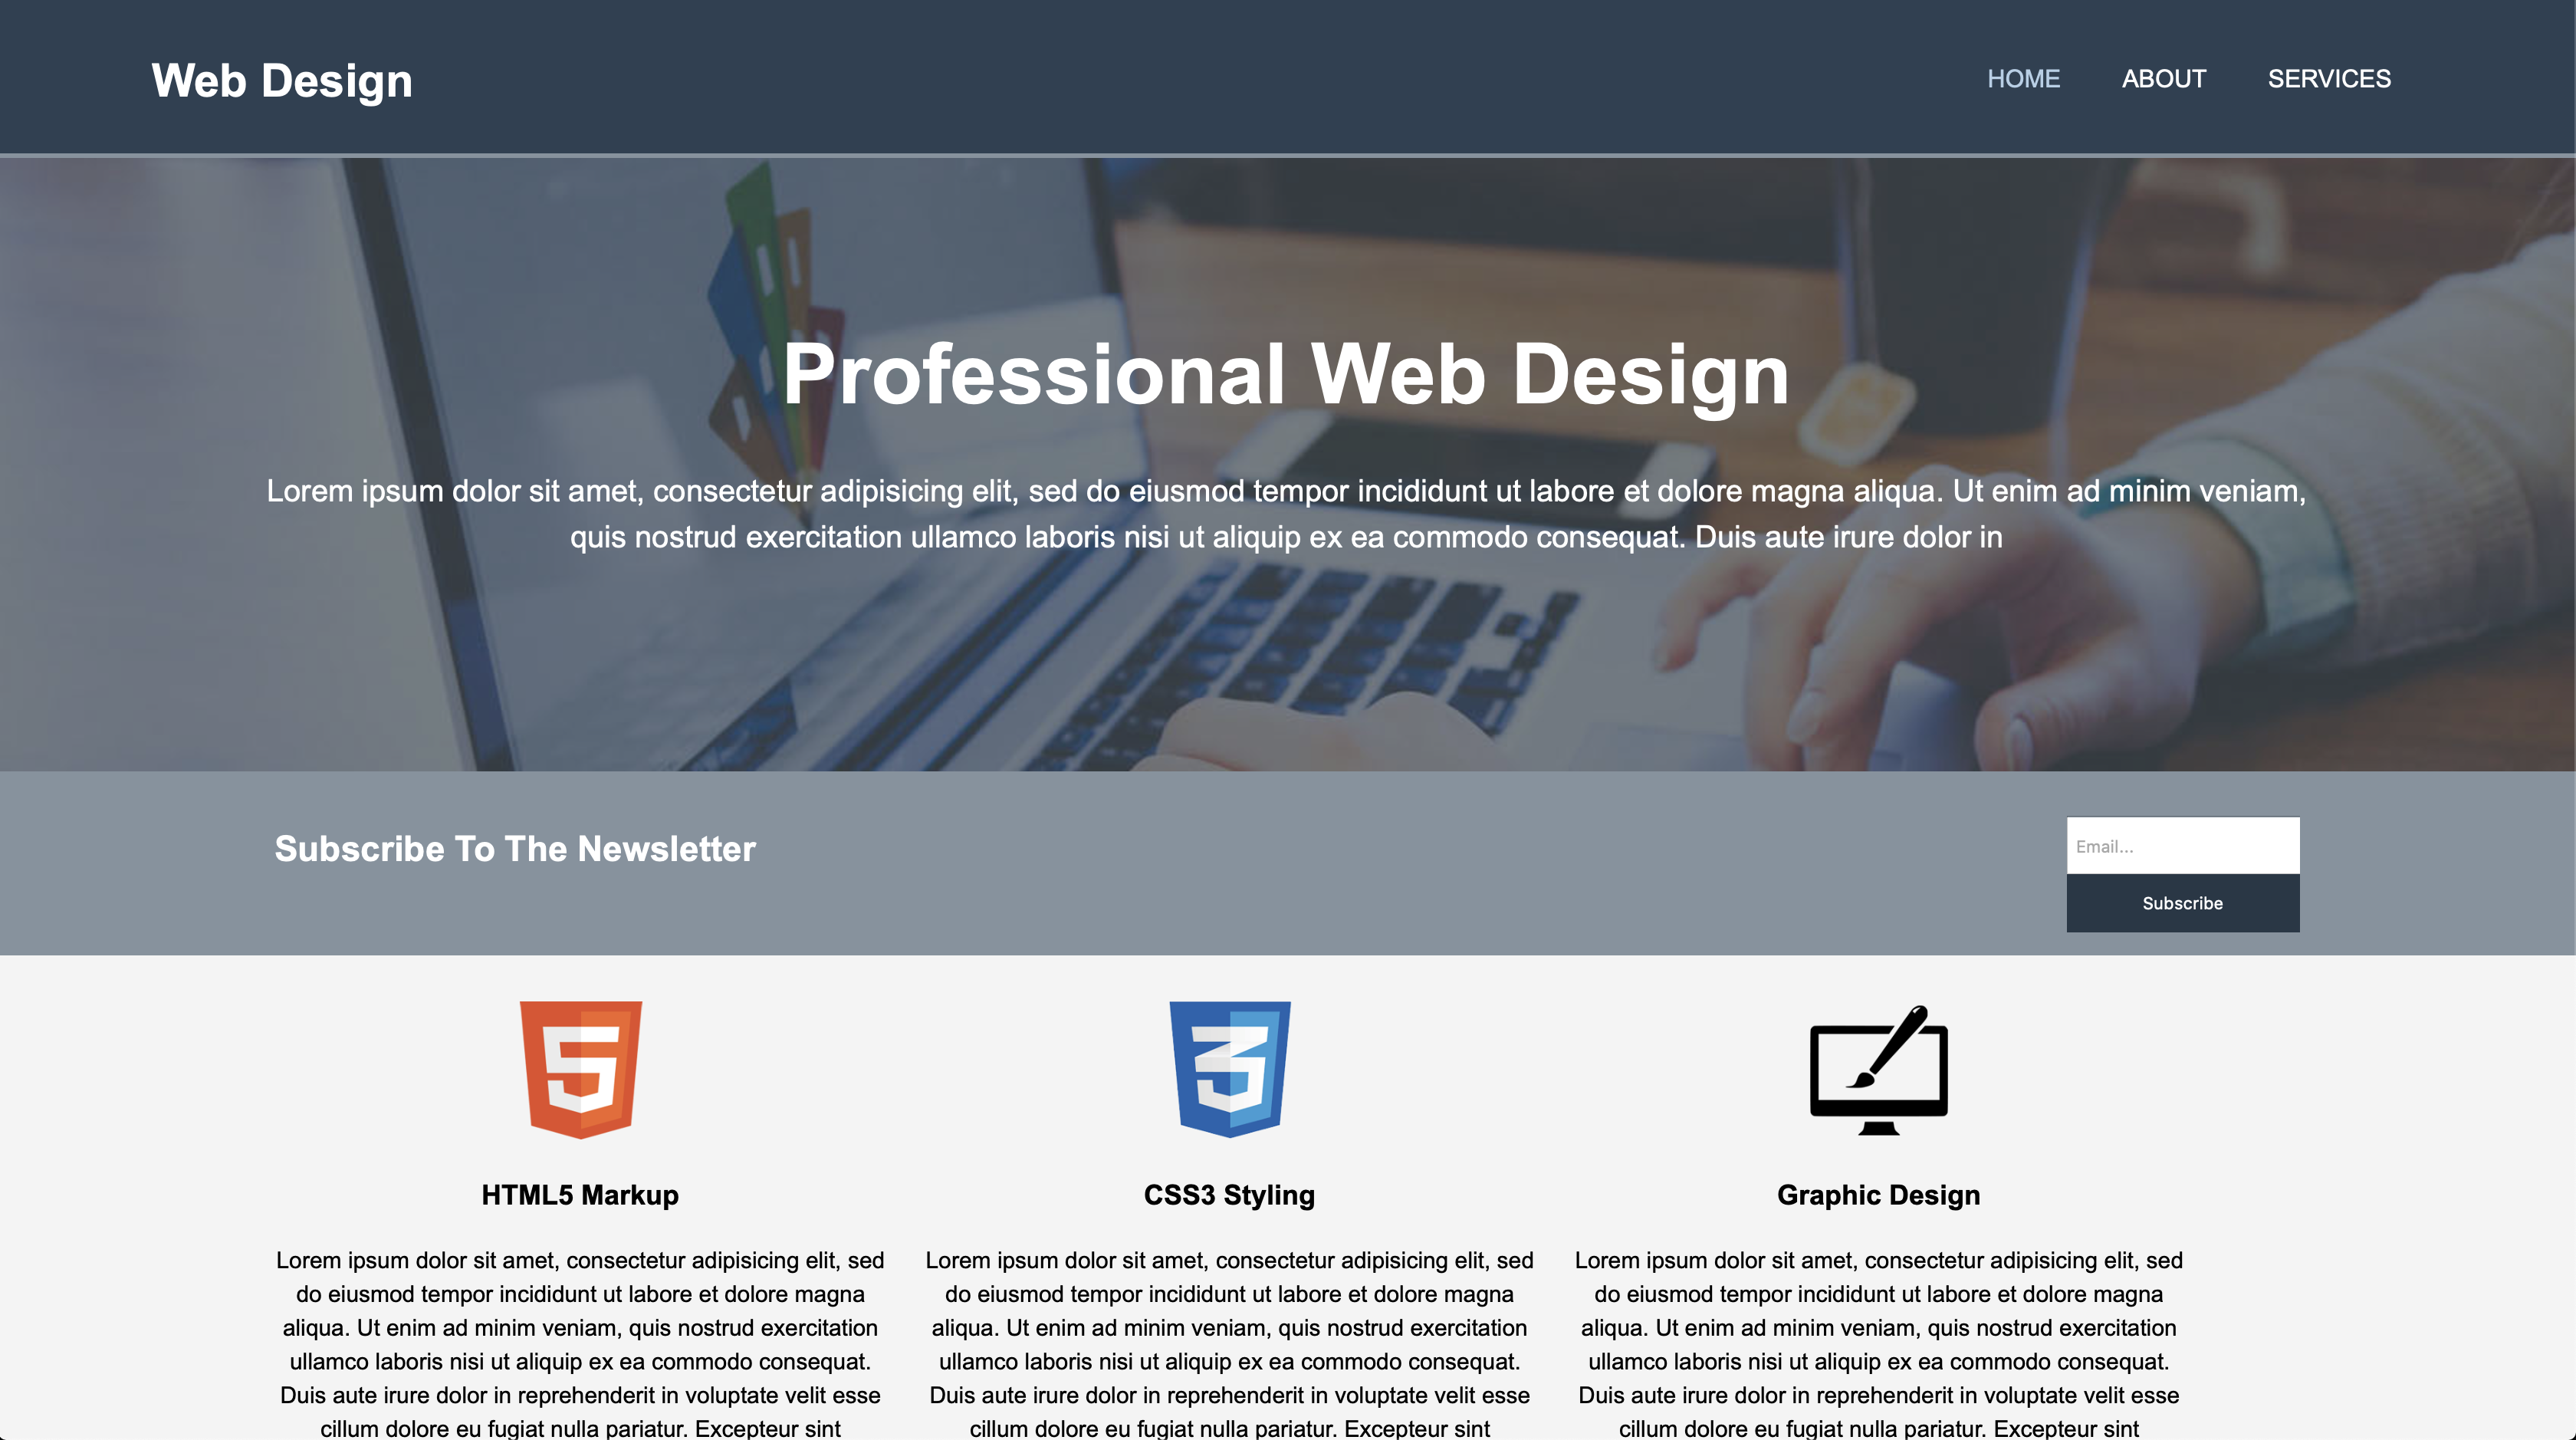 Web Design
HOME ABOUT SERVICES
Professional Web Design
Lorem ipsum dolor sit amet, consectetur adipisicing elit, sed do eiusmod tempor incididunt ut labore et dolore magna aliqua. Ut enim ad minim veniam,
quis nostrud exercitation ullamco laboris nisi ut aliquip ex ea commodo consequat. Duis aute irure dolor in
Subscribe To The Newsletter
Email...
Subscribe
HTML5 Markup
Lorem ipsum dolor sit amet, consectetur adipisicing elit, sed
do eiusmod tempor incididunt ut labore et dolore magna
aliqua. Ut enim ad minim veniam, quis nostrud exercitation
ullamco laboris nisi ut aliquip ex ea commodo consequat.
Duis aute irure dolor in reprehenderit in voluptate velit esse
cillum dolore eu fugiat nulla pariatur. Excepteur sint
CSS3 Styling
Lorem ipsum dolor sit amet, consectetur adipisicing elit, sed
do eiusmod tempor incididunt ut labore et dolore magna
aliqua. Ut enim ad minim veniam, quis nostrud exercitation
ullamco laboris nisi ut aliquip ex ea commodo consequat.
Duis aute irure dolor in reprehenderit in voluptate velit esse
cillum dolore eu fugiat nulla pariatur. Excepteur sint
Graphic Design
Lorem ipsum dolor sit amet, consectetur adipisicing elit, sed
do eiusmod tempor incididunt ut labore et dolore magna
aliqua. Ut enim ad minim veniam, quis nostrud exercitation
ullamco laboris nisi ut aliquip ex ea commodo consequat.
Duis aute irure dolor in reprehenderit in voluptate velit esse
cillum dolore eu fugiat nulla pariatur. Excepteur sint